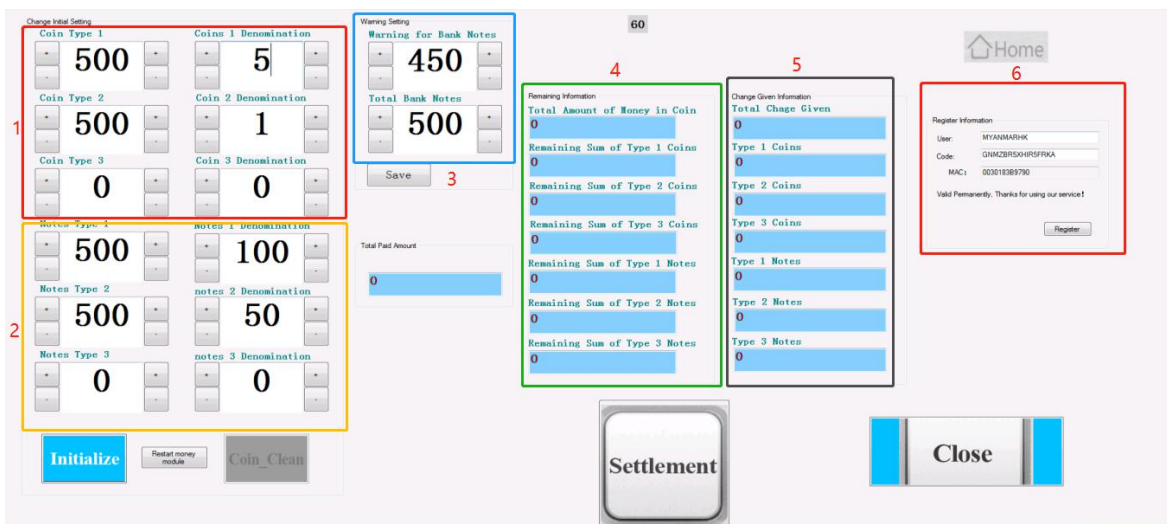 Change Initial Setting
Coin Type 1
Coins 1 Denomination
500
5
Coin Type 2
Coin 2 Denomination
500
1
Coin Type 3
Coin 3 Denomination
0
0
1
Notes Type 1
Notes 1 Denomination
500
100
Notes Type 2
notes 2 Denomination
500
50
Notes Type 3
notes 3 Denomination
0
0
2
Initialize
Restart money
module
Coin_Clean
Warning Setting
Warning for Bank Notes
450
Total Bank Notes
500
Save
3
Total Paid Amount
0
60
4
Remaining Information
Total Amount of Money in Coin
0
Remaining Sum of Type 1 Coins
0
Remaining Sum of Type 2 Coins
0
Remaining Sum of Type 3 Coins
0
Remaining Sum of Type 1 Notes
0
Remaining Sum of Type 2 Notes
0
Remaining Sum of Type 3 Notes
0
5
Change Given Information
Total Chage Given
0
Type 1 Coins
0
Type 2 Coins
0
Type 3 Coins
0
Type 1 Notes
0
Type 2 Notes
0
Type 3 Notes
0
Home
6
Register Information
User: MYANMARHK
Code: GNMZBR5XHIR5FRKA
MAC: 0030183B9790
Valid Permanently, Thanks for using our service!
Register
Settlement
Close